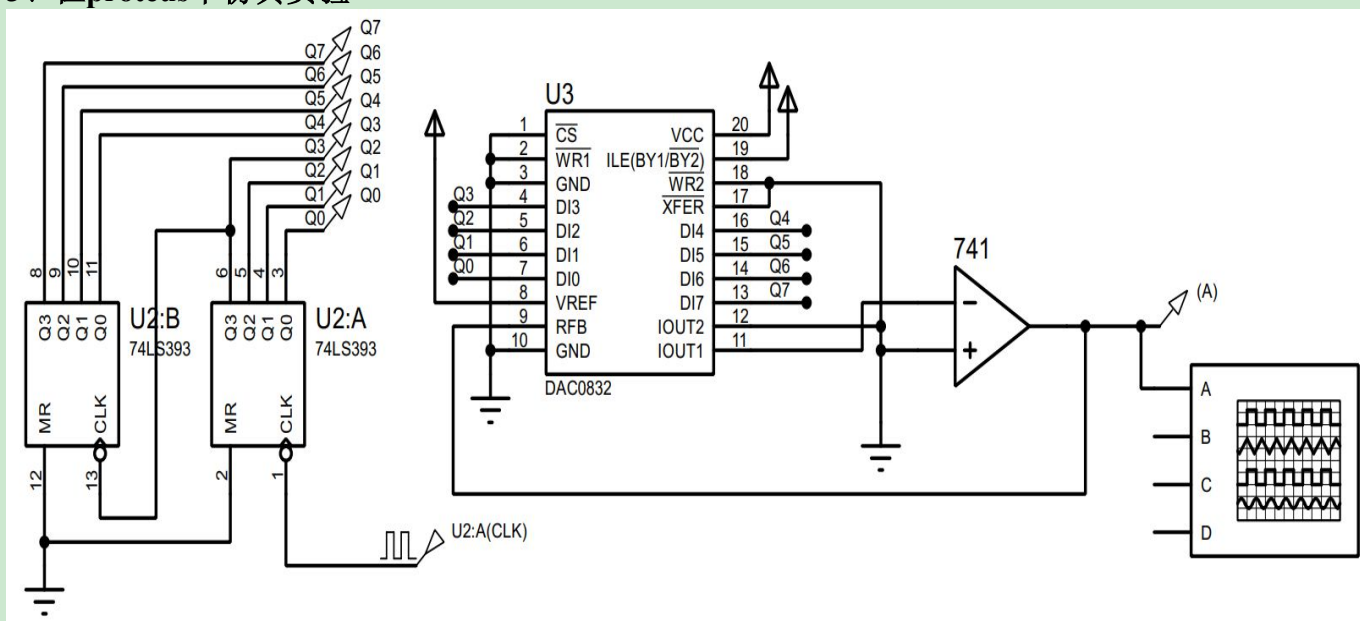 Q7
Q6
Q5
Q4
Q3
Q2
Q1
Q0
Q7
Q6
Q5
Q4
Q3
Q2
Q1
Q0
8
9
10
11
6
5
4
3
Q3
Q2
Q1
Q0
U2:B
74LS393
MR
CLK
12
13
Q3
Q2
Q1
Q0
U2:A
74LS393
MR
CLK
2
1
U2:A(CLK)
U3
1 CS VCC 20
2 WR1 ILE(BY1/BY2) 19
3 GND WR2 18
Q3 4 DI3 XFER 17
Q2 5 DI2 DI4 16 Q4
Q1 6 DI1 DI5 15 Q5
Q0 7 DI0 DI6 14 Q6
8 VREF DI7 13 Q7
9 RFB IOUT2 12
10 GND IOUT1 11
DAC0832
741
(A)
A
B
C
D